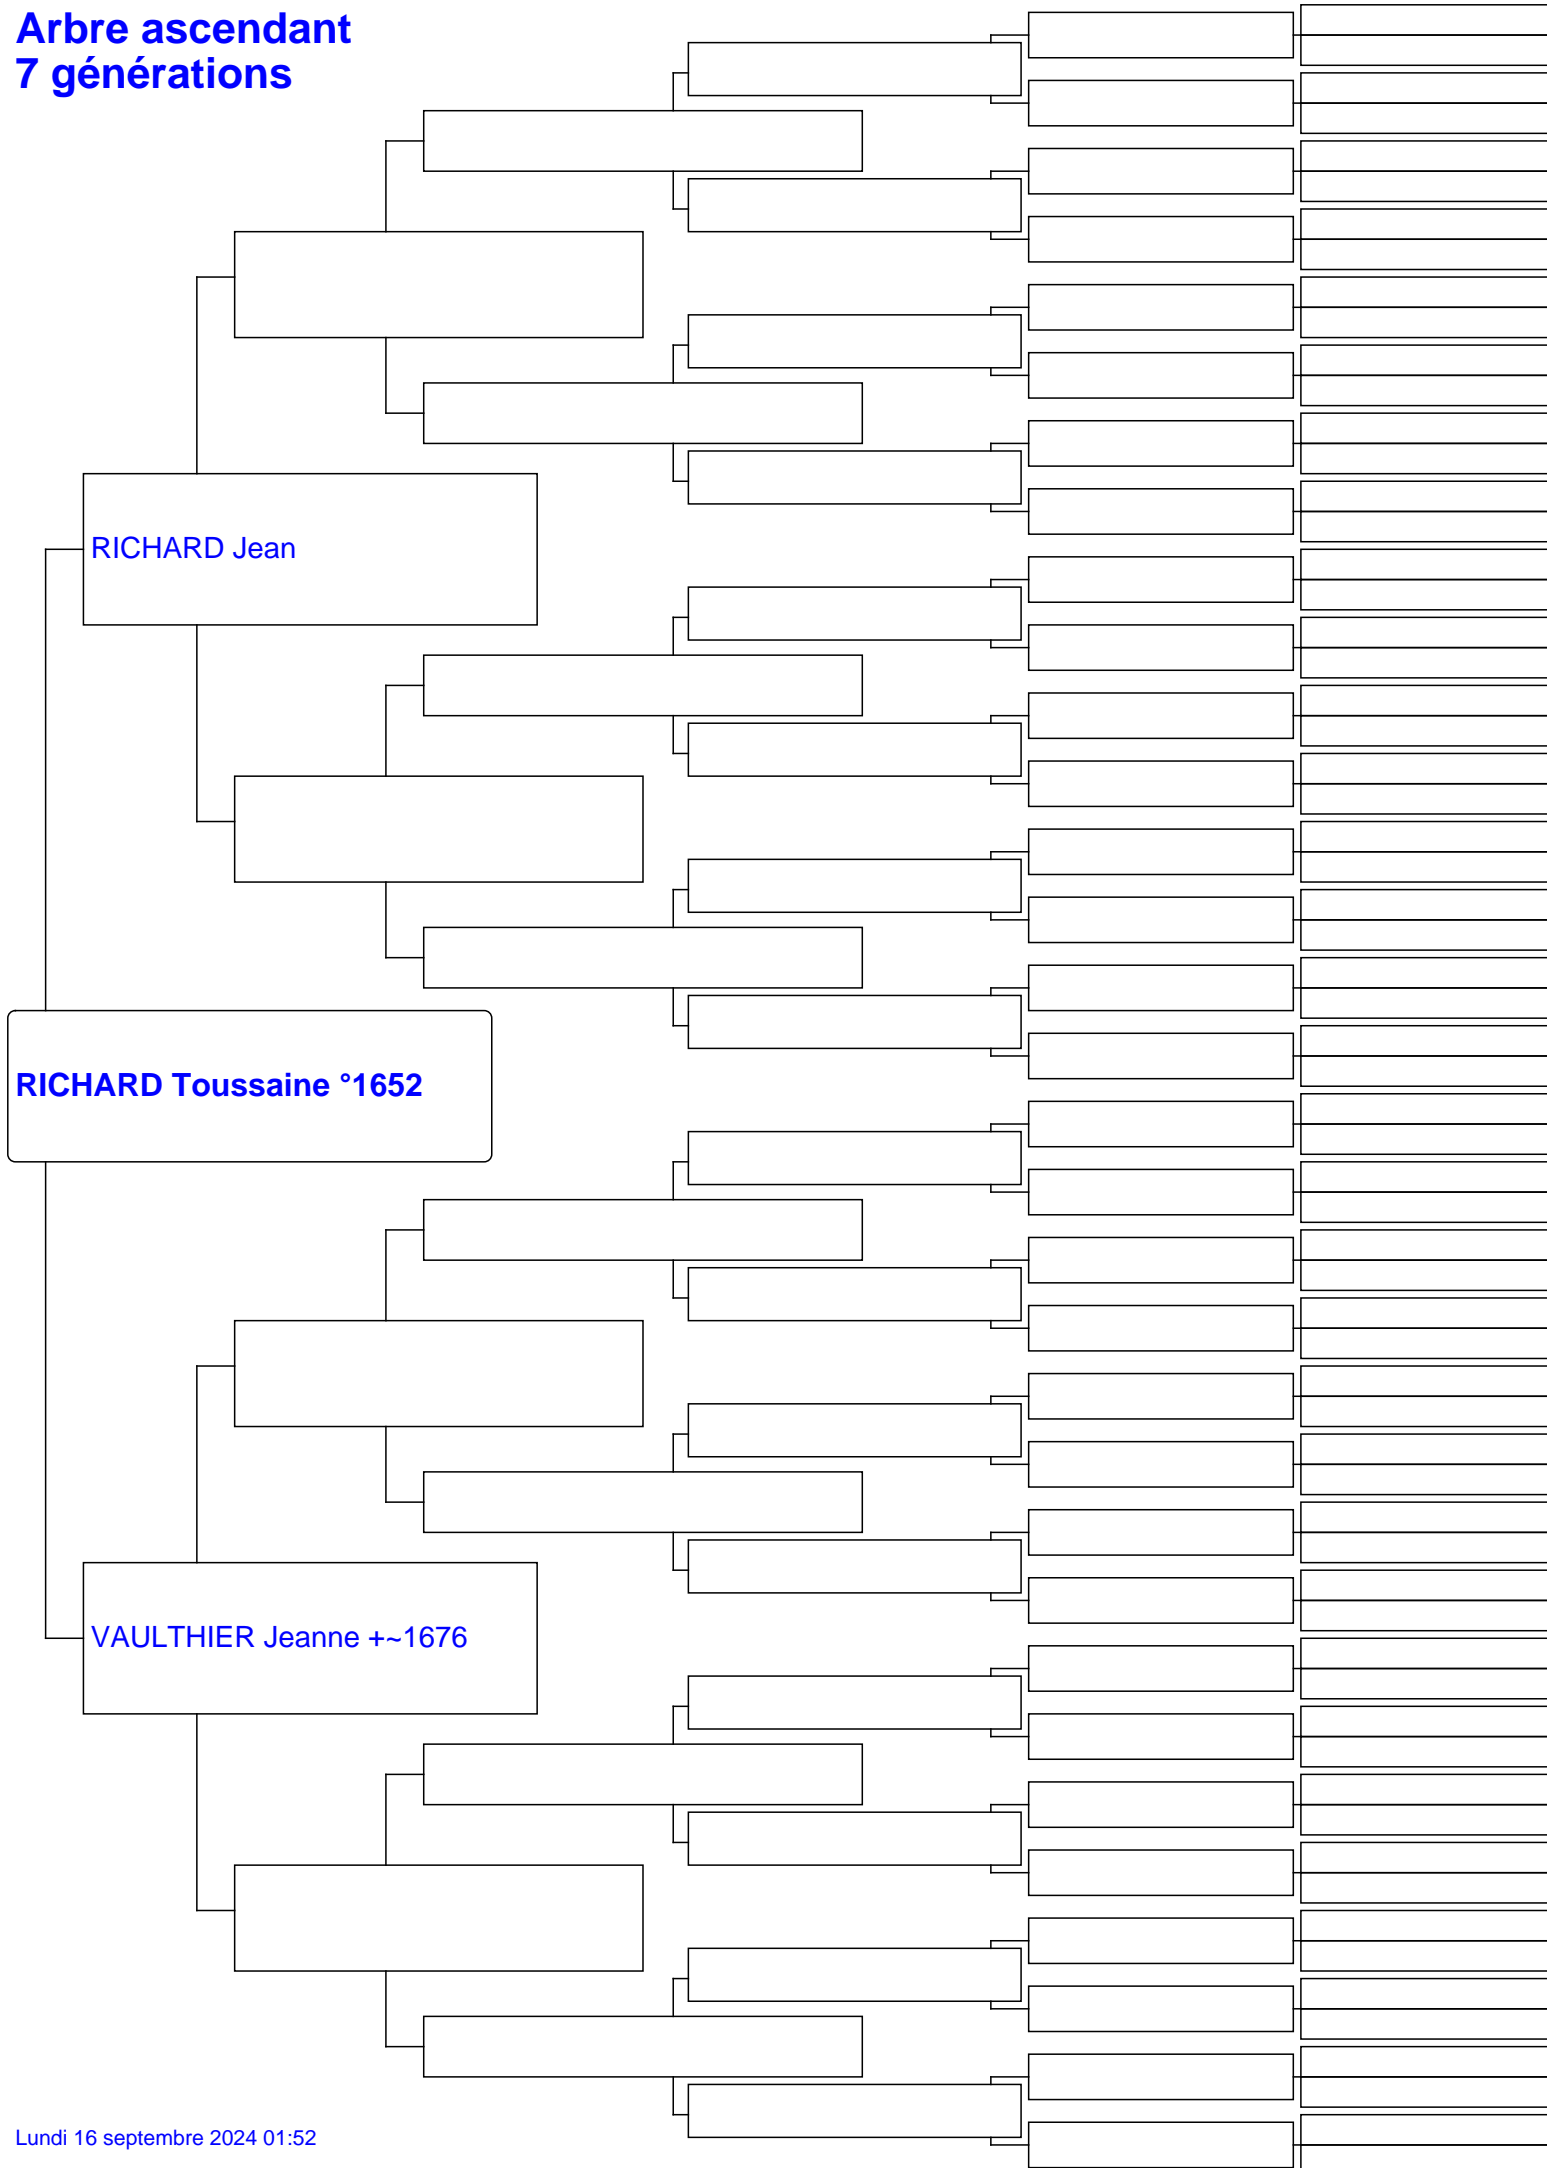 Arbre ascendant
7 générations
RICHARD Jean
RICHARD Toussaine °1652
VAULTHIER Jeanne +~1676
Lundi 16 septembre 2024 01:52